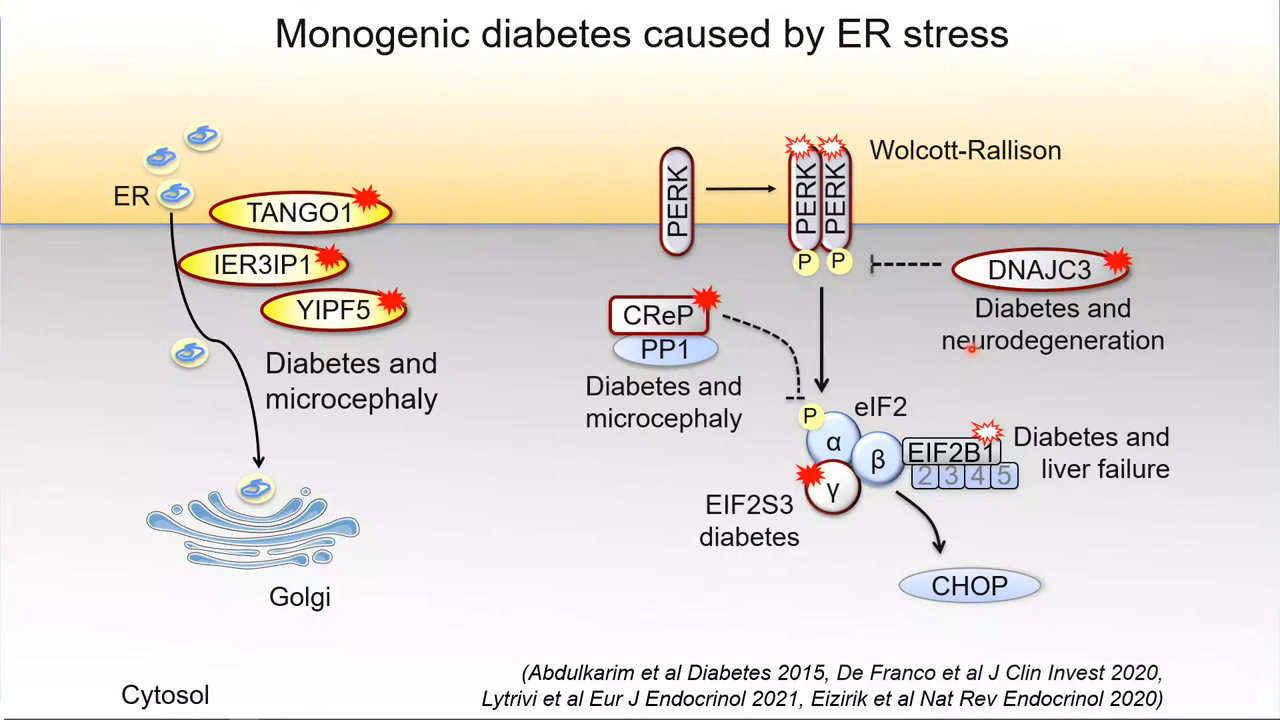 Monogenic diabetes caused by ER stress
ER
TANGO1
IER3IP1
YIPF5
Diabetes and
microcephaly
Golgi
Cytosol
PERK
PERK
PERK
P
P
Wolcott-Rallison
DNAJC3
Diabetes and
neurodegeneration
CReP
PP1
Diabetes and
microcephaly
P
eIF2
α
β
γ
EIF2B1
2 3 4 5
Diabetes and
liver failure
EIF2S3
diabetes
CHOP
(Abdulkarim et al Diabetes 2015, De Franco et al J Clin Invest 2020,
Lytrivi et al Eur J Endocrinol 2021, Eizirik et al Nat Rev Endocrinol 2020)